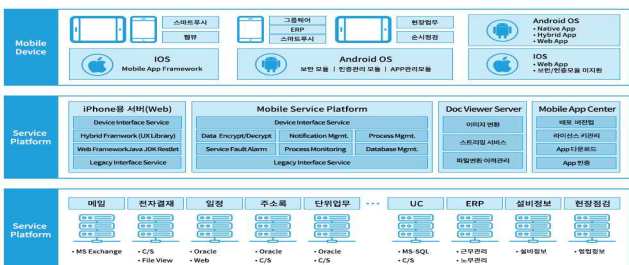 Mobile Device
스마트푸시
웹뷰
그룹웨어
ERP
스마트푸시
현장업무
순시점검
Android OS
• Native App
• Hybrid App
• Web App
IOS
Mobile App Framework
Android OS
보안 모듈 | 인증관리 모듈 | APP관리모듈
IOS
• Web App
• 보안/인증모듈 미지원
Service Platform
iPhone용 서버(Web)
Device Interface Service
Hybrid Framwork (UX Library)
Web FrameworkJava JDK Restlet
Legacy Interface Service
Mobile Service Platform
Device Interface Service
Data Encrypt/Decrypt
Notification Mgmt.
Process Mgmt.
Service Fault Alarm
Process Monitoring
Database Mgmt.
Legacy Interface Service
Doc Viewer Server
이미지 변환
스트리밍 서비스
파일변환 이력관리
Mobile App Center
배포 버전업
라이선스 키관리
App 다운로드
App 인증
Service Platform
메일
전자결재
일정
주소록
단위업무
• • •
UC
ERP
설비정보
현장점검
• MS Exchange
• C/S
• File View
• Oracle
• Web
• Oracle
• C/S
• Oracle
• C/S
• MS-SQL
• C/S
• 근무관리
• 노무관리
• 설비정보
• 영업정보